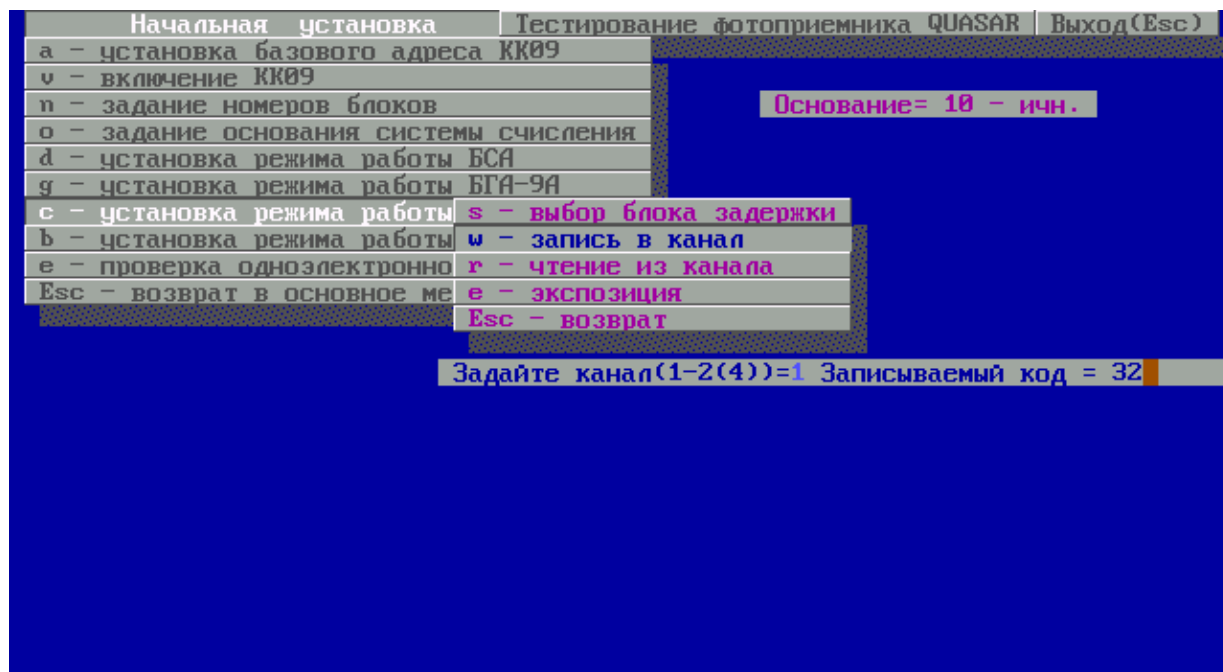 Начальная установка Тестирование фотоприемника QUASAR Выход(Esc)
a - установка базового адреса КК09
v - включение КК09
n - задание номеров блоков
Основание= 10 - ичн.
o - задание основания системы счисления
d - установка режима работы БСА
g - установка режима работы БГА-9А
c - установка режима работы
s - выбор блока задержки
b - установка режима работы
w - запись в канал
e - проверка одноэлектронно
r - чтение из канала
Esc - возврат в основное ме
e - экспозиция
Esc - возврат
Задайте канал(1-2(4))=1 Записываемый код = 32